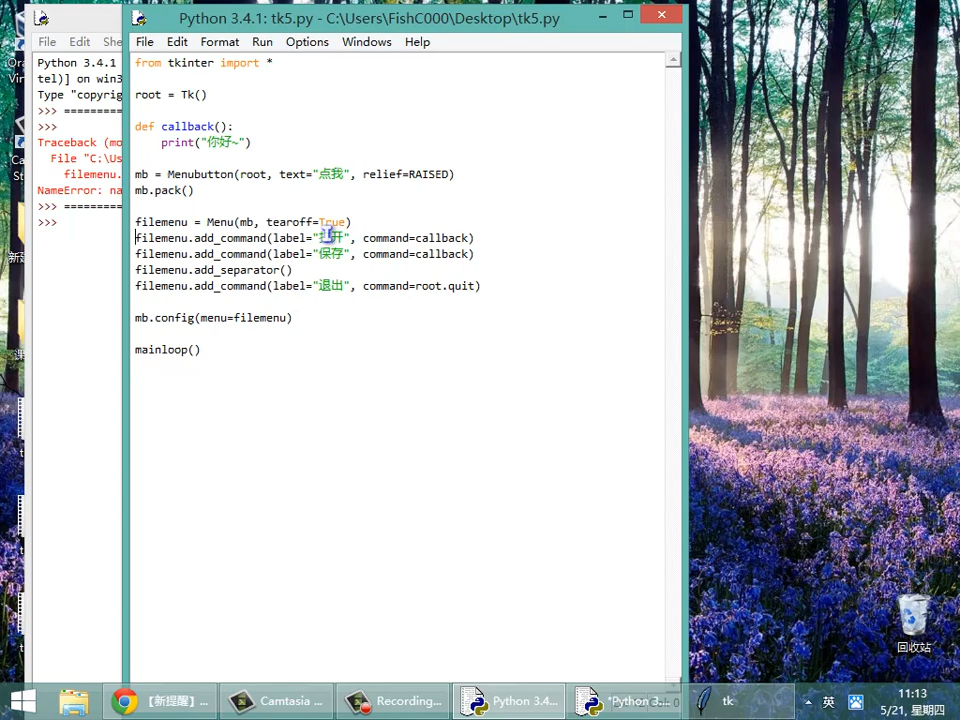 Python 3.4.1: tk5.py - C:\Users\FishC000\Desktop\tk5.py
File Edit She
File Edit Format Run Options Windows Help
Python 3.4.1
tel)] on win3
Type "copyrig
>>> =========
>>>
Traceback (mo
File "C:\Us
filemenu.
NameError: na
>>> =========
>>>
from tkinter import *
root = Tk()
def callback():
print("你好~")
mb = Menubutton(root, text="点我", relief=RAISED)
mb.pack()
filemenu = Menu(mb, tearoff=True)
filemenu.add_command(label="打开", command=callback)
filemenu.add_command(label="保存", command=callback)
filemenu.add_separator()
filemenu.add_command(label="退出", command=root.quit)
mb.config(menu=filemenu)
mainloop()
回收站
【新提醒】...
Camtasia ...
Recording...
Python 3.4...
*Python 3....
tk
英
11:13
5/21, 星期四